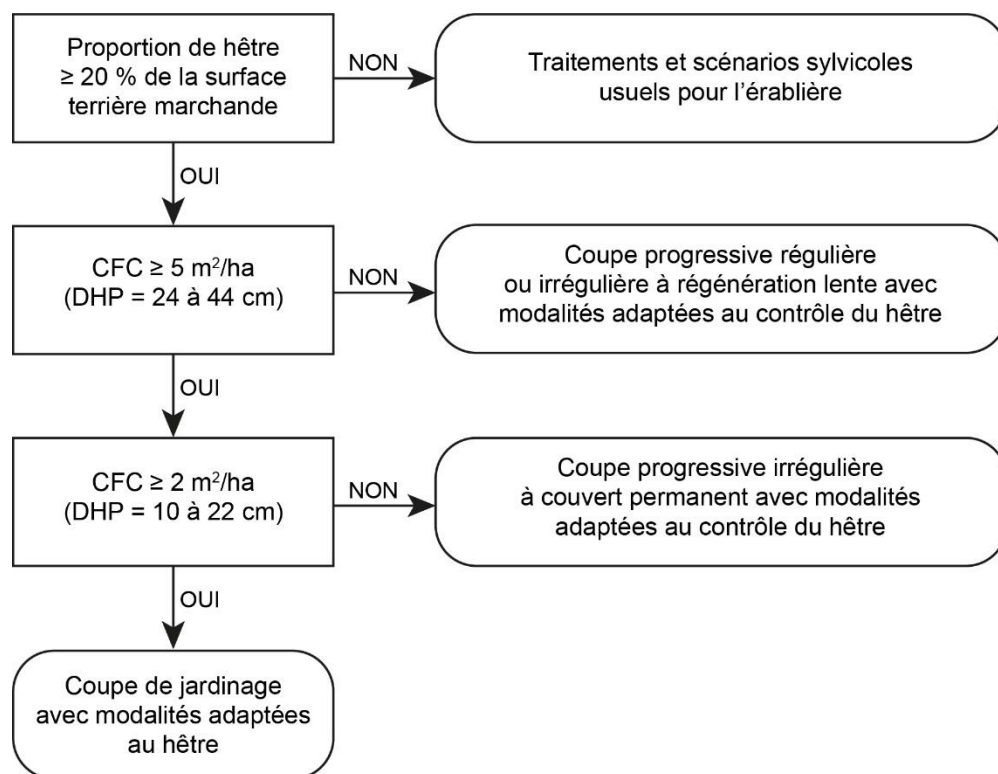 Proportion de hêtre
≥ 20 % de la surface
terrière marchande
NON
Traitements et scénarios sylvicoles
usuels pour l’érablière
OUI
CFC ≥ 5 m²/ha
(DHP = 24 à 44 cm)
NON
Coupe progressive régulière
ou irrégulière à régénération lente avec
modalités adaptées au contrôle du hêtre
OUI
CFC ≥ 2 m²/ha
(DHP = 10 à 22 cm)
NON
Coupe progressive irrégulière
à couvert permanent avec modalités
adaptées au contrôle du hêtre
OUI
Coupe de jardinage
avec modalités adaptées
au hêtre